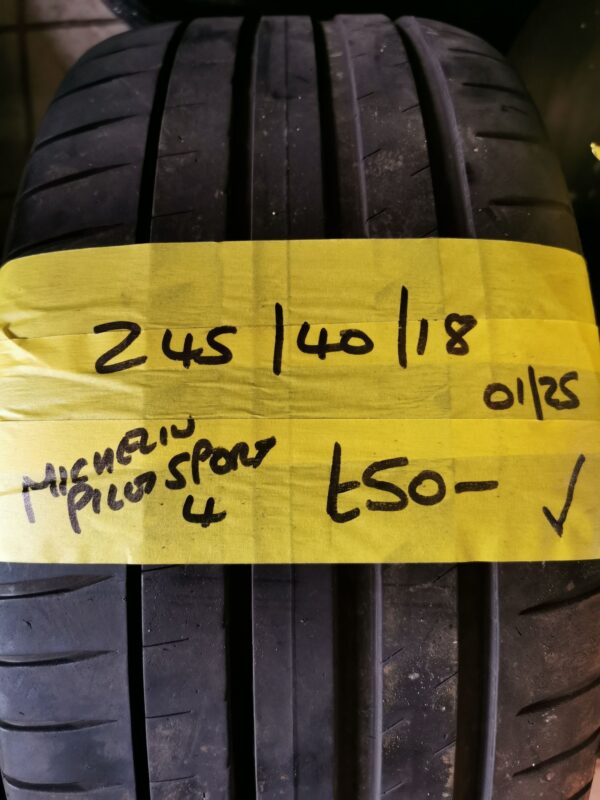 245/40/18
01/25
MICHELIN
PILOT SPORT
4
£50-